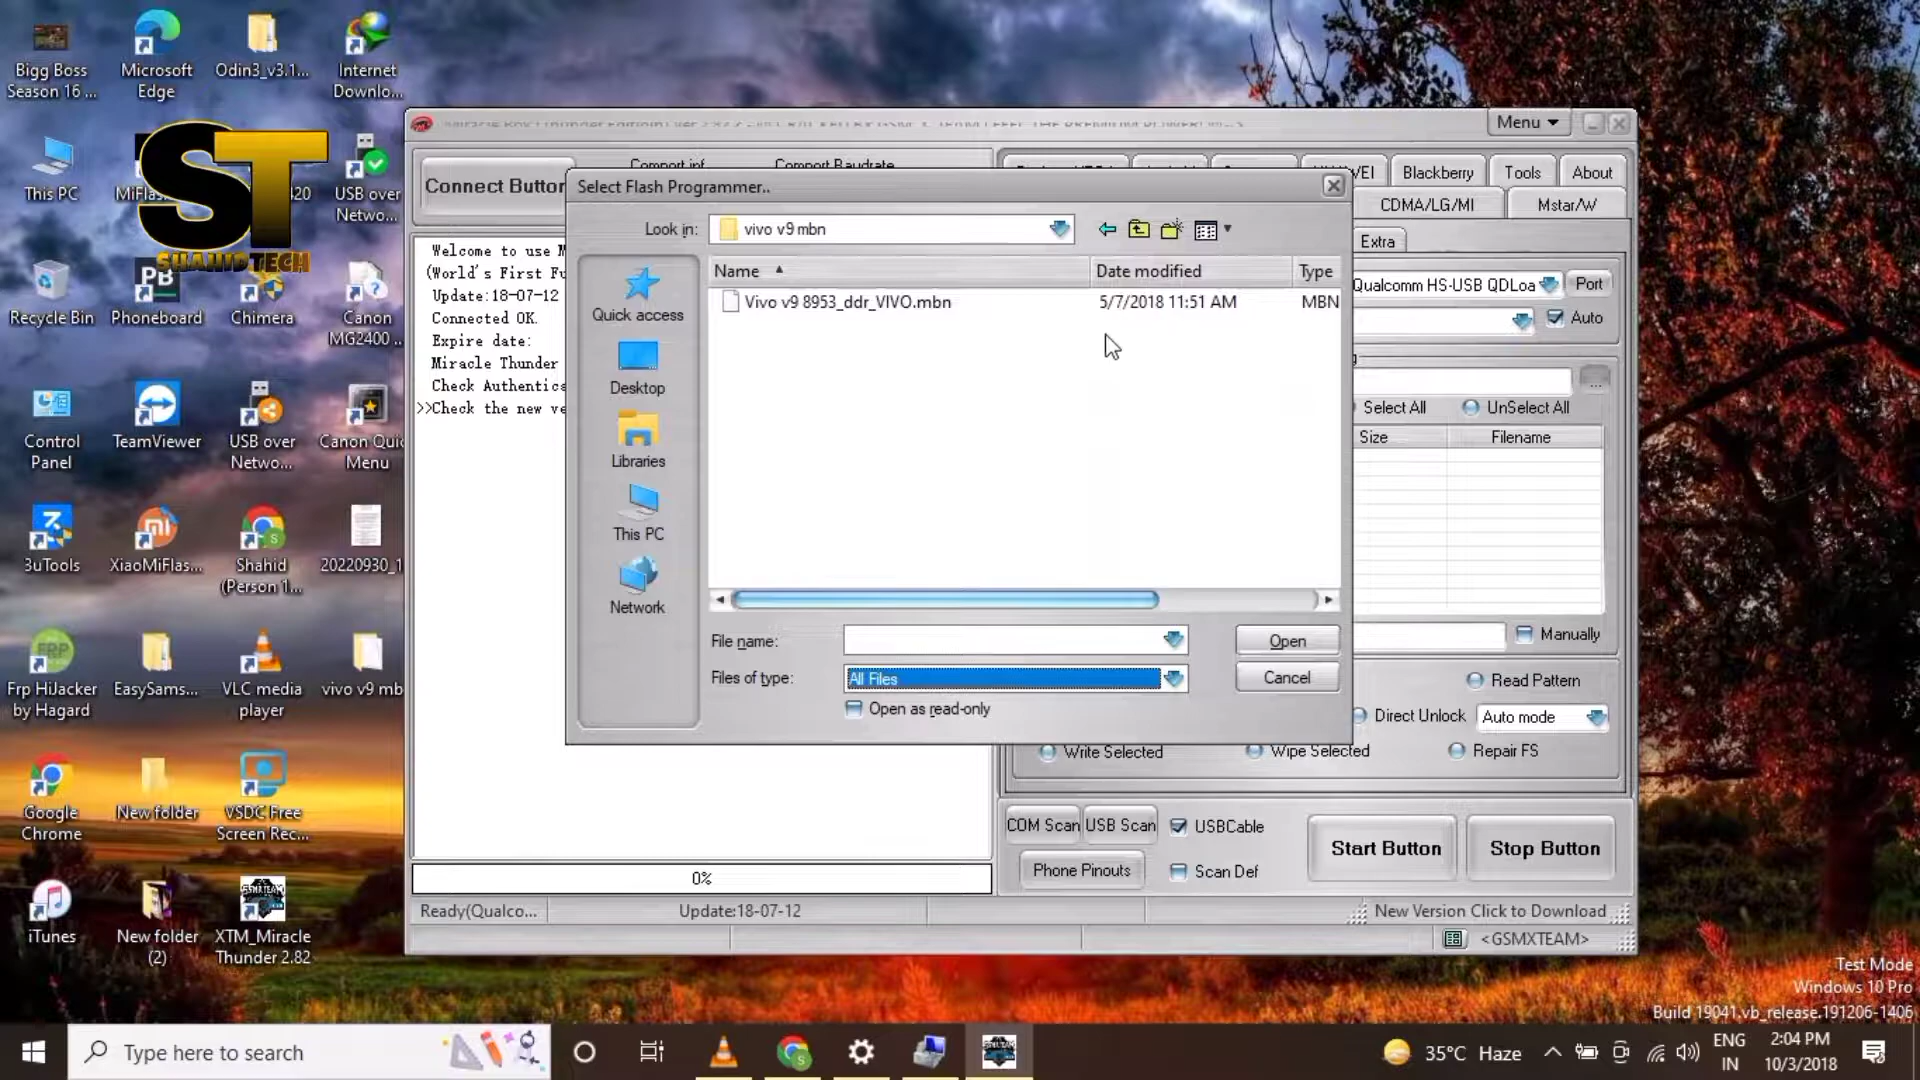 Bigg Boss
Season 16 ...
Microsoft
Edge
Odin3_v3.1...
Internet
Downlo...
This PC
MiFlas
USB over
Netwo...
ST
SHAHIDTECH
Recycle Bin
Phoneboard
Chimera
Canon
MG2400 ...
Control
Panel
TeamViewer
USB over
Netwo...
Canon Quic
Menu
3uTools
XiaoMiFlas...
Shahid
(Person 1...
20220930_1
Frp HiJacker
by Hagard
EasySams...
VLC media
player
vivo v9 mb
Google
Chrome
New folder
VSDC Free
Screen Rec...
iTunes
New folder
(2)
XTM_Miracle
Thunder 2.82
Menu
Comport inf
Comport Baudrate
Connect Button
Blackberry
Tools
About
CDMA/LG/MI
Mstar/W
Extra
Welcome to use M
(World's First Fu
Update:18-07-12
Connected OK.
Expire date:
Miracle Thunder
Check Authentica
>>Check the new ve
Select Flash Programmer..
Look in:
vivo v9 mbn
Name
Date modified
Type
Vivo v9 8953_ddr_VIVO.mbn
5/7/2018 11:51 AM
MBN
Quick access
Desktop
Libraries
This PC
Network
File name:
Open
Files of type:
All Files
Cancel
Open as read-only
Qualcomm HS-USB QDLoa
Port
Auto
Select All
UnSelect All
Size
Filename
Manually
Read Pattern
Direct Unlock
Auto mode
Write Selected
Wipe Selected
Repair FS
COM Scan
USB Scan
USBCable
Start Button
Stop Button
Phone Pinouts
Scan Def
0%
Ready(Qualco...
Update:18-07-12
New Version Click to Download
<GSMXTEAM>
Test Mode
Windows 10 Pro
Build 19041.vb_release.191206-1406
Type here to search
35°C Haze
ENG
IN
2:04 PM
10/3/2018